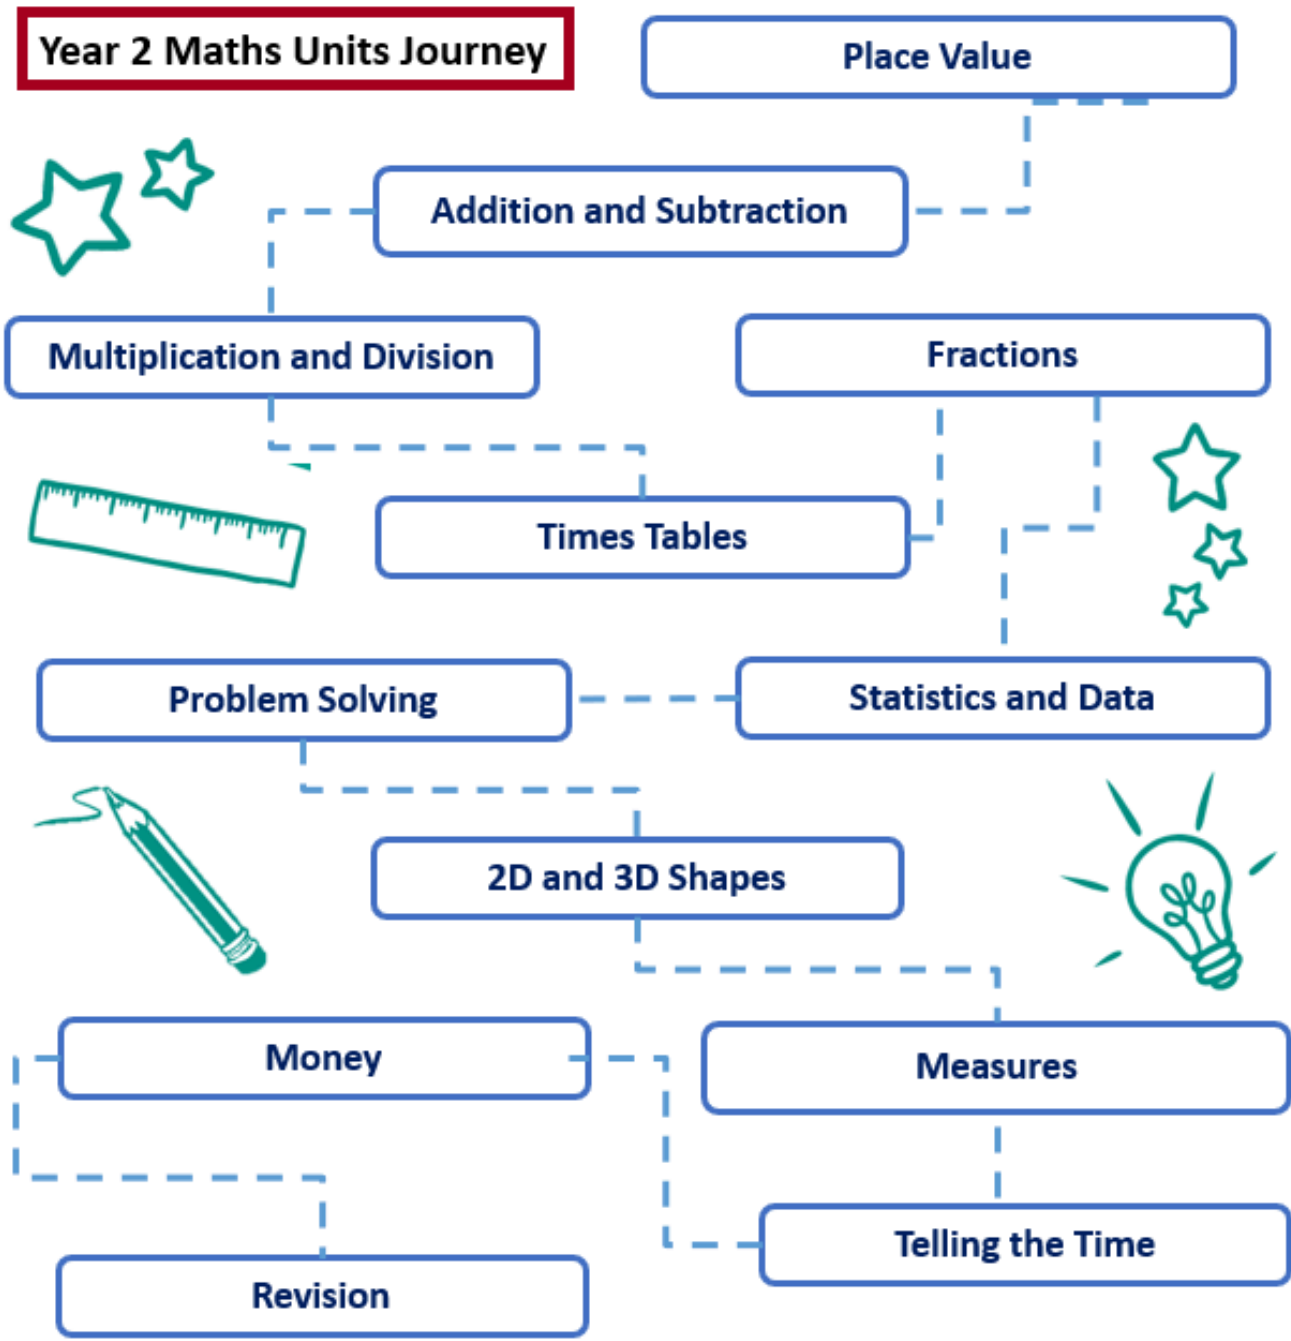 Year 2 Maths Units Journey
Place Value
Addition and Subtraction
Multiplication and Division
Fractions
Times Tables
Problem Solving
Statistics and Data
2D and 3D Shapes
Money
Measures
Telling the Time
Revision